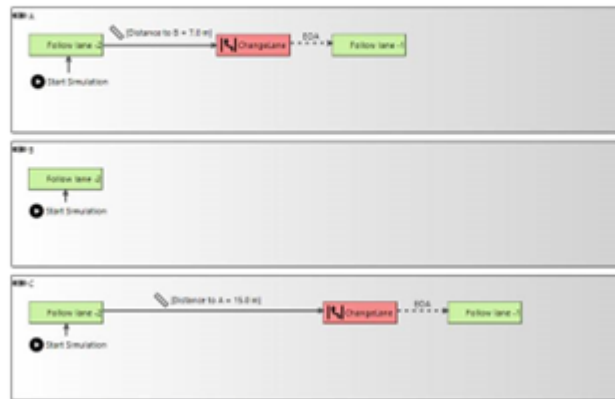 A
[Distance to B = 7.0 m]
Follow lane -2
ChangeLane
EOA
Follow lane -1
Start Simulation
B
Follow lane -2
Start Simulation
C
[Distance to A = 15.0 m]
Follow lane -2
ChangeLane
EOA
Follow lane -1
Start Simulation